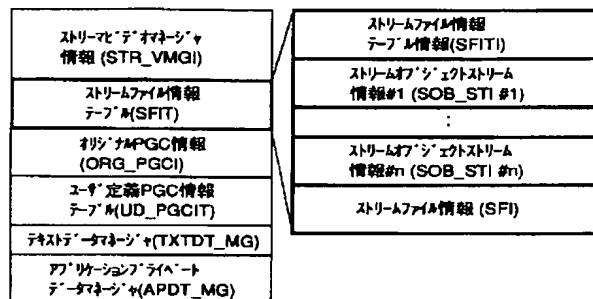 ストリーマビデオマネージャ
情報 (STR_VMGI)
ストリームファイル情報
テーブル(SFIT)
オリジナルPGC情報
(ORG_PGCI)
ユーザ定義PGC情報
テーブル(UD_PGCIT)
テキストデータマネージャ(TXTDT_MG)
アプリケーションプライベート
データマネージャ(APDT_MG)
ストリームファイル情報
テーブル情報(SFITI)
ストリームオブジェクトストリーム
情報#1 (SOB_STI #1)
:
ストリームオブジェクトストリーム
情報#n (SOB_STI #n)
ストリームファイル情報 (SFI)